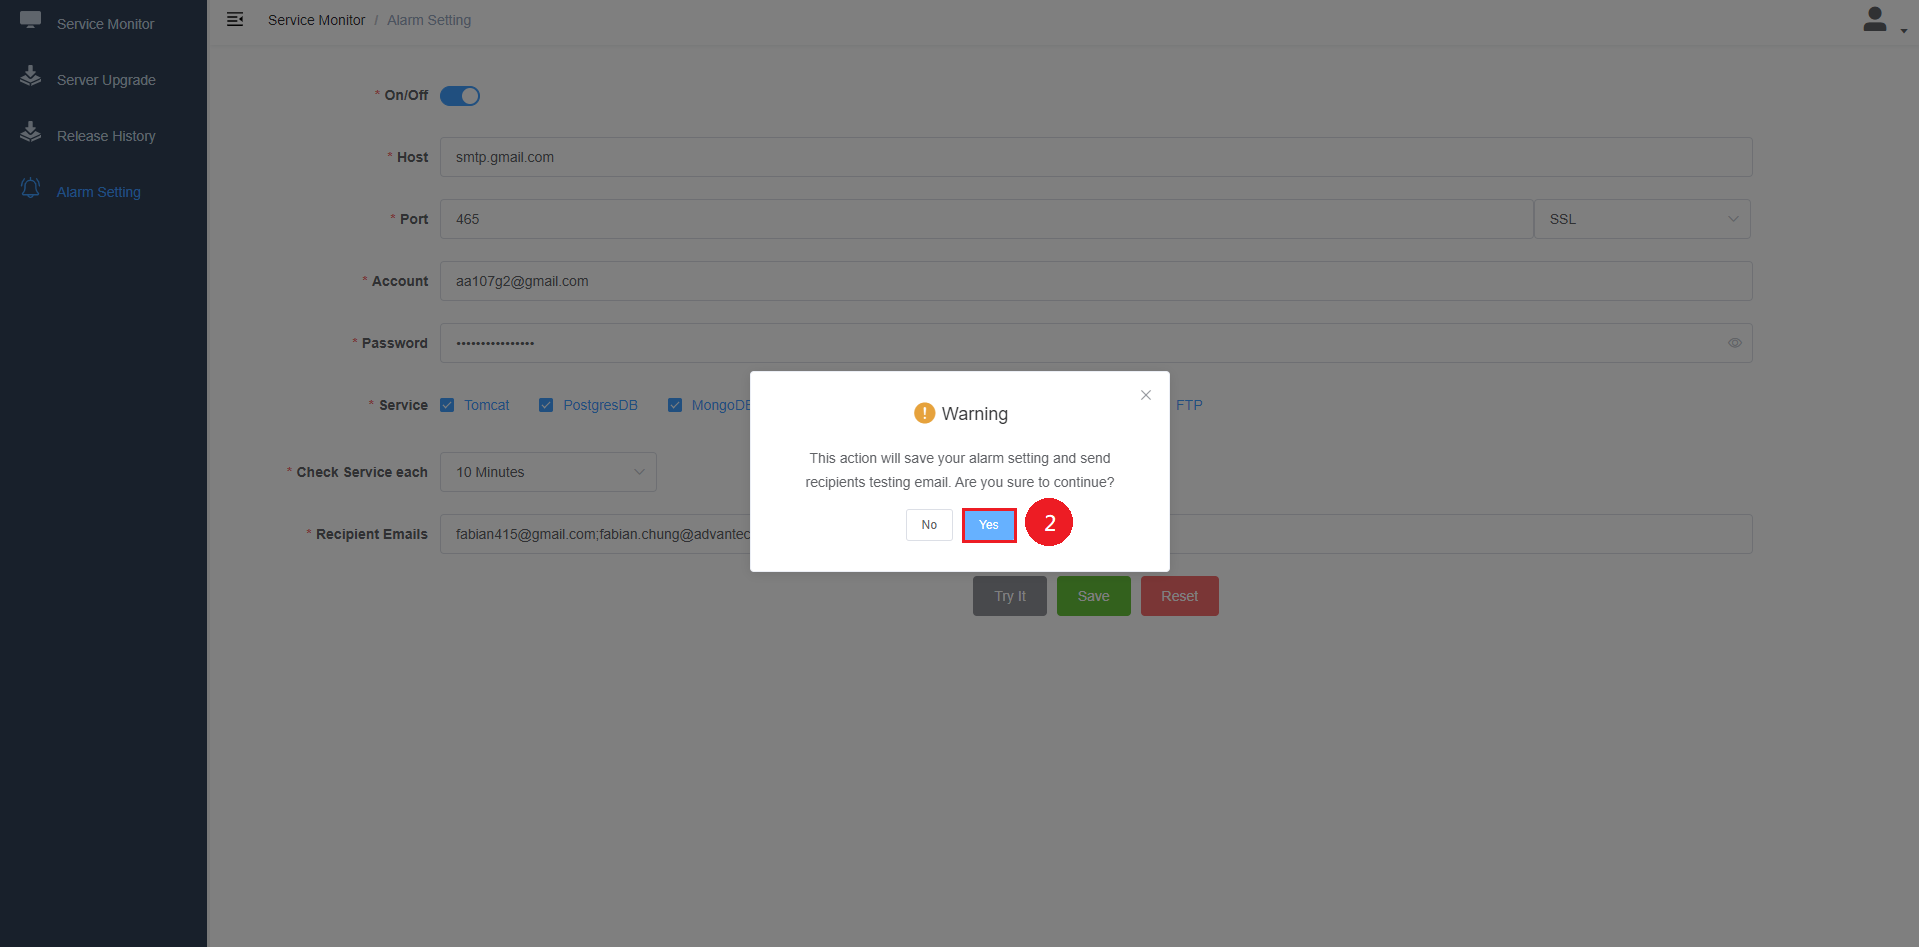 Service Monitor
Server Upgrade
Release History
Alarm Setting
Service Monitor / Alarm Setting
* On/Off
* Host smtp.gmail.com
* Port 465 SSL
* Account aa107g2@gmail.com
* Password ••••••••••••••••
* Service Tomcat PostgresDB MongoDB FTP
* Check Service each 10 Minutes
* Recipient Emails fabian415@gmail.com;fabian.chung@advantec
Warning
This action will save your alarm setting and send
recipients testing email. Are you sure to continue?
No Yes 2
Try It Save Reset